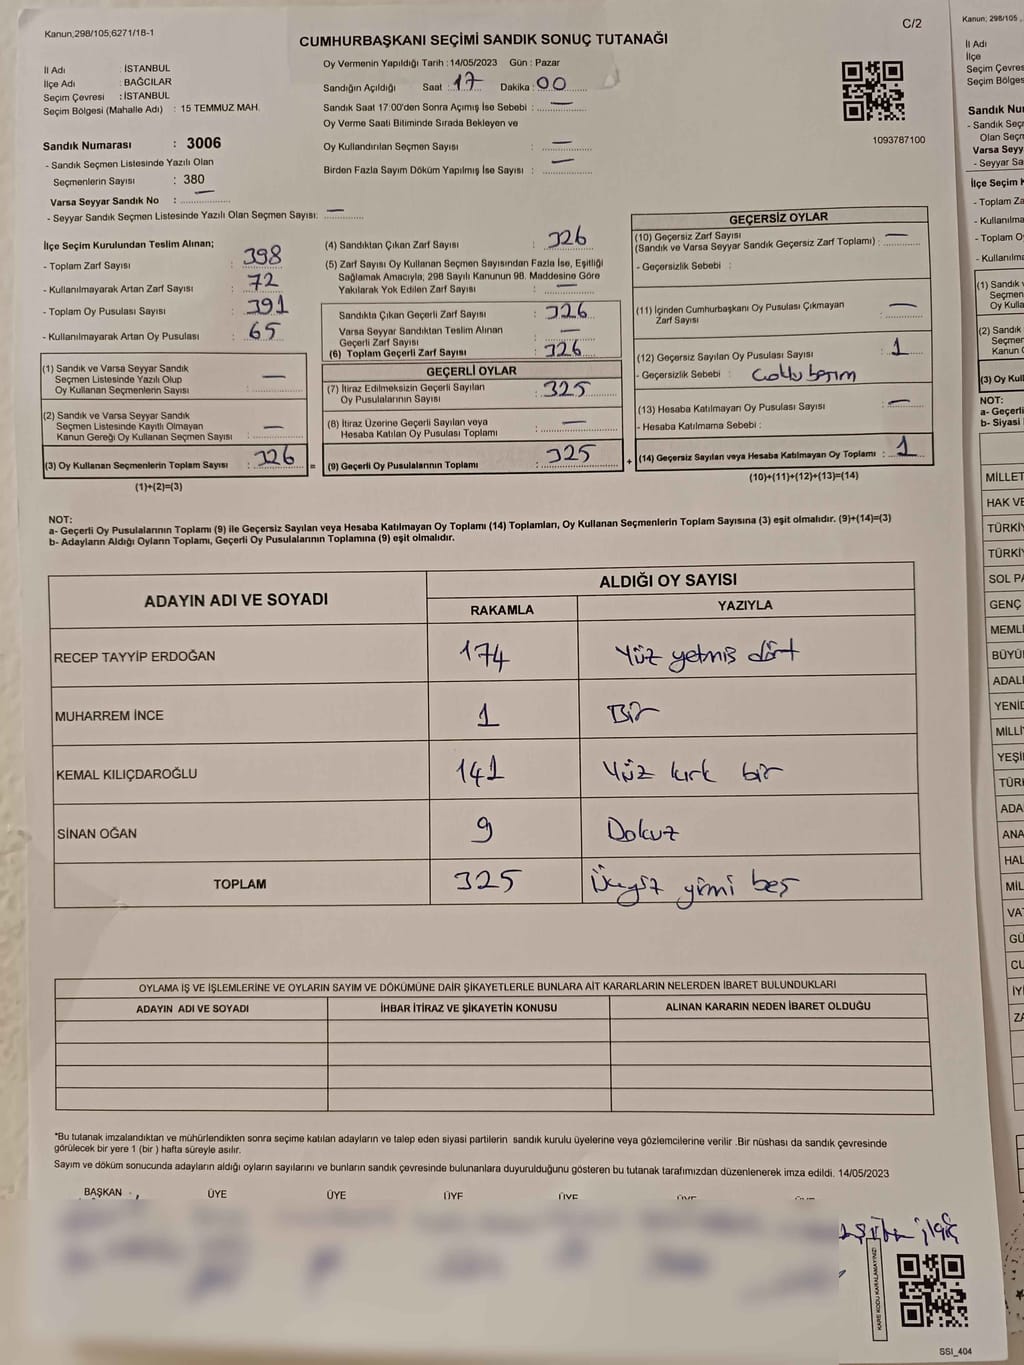 Kanun;298/105;6271/18-1
C/2
CUMHURBAŞKANI SEÇİMİ SANDIK SONUÇ TUTANAĞI
İl Adı : İSTANBUL
İlçe Adı : BAĞCILAR
Seçim Çevresi : İSTANBUL
Seçim Bölgesi (Mahalle Adı) : 15 TEMMUZ MAH.
Sandık Numarası : 3006
- Sandık Seçmen Listesinde Yazılı Olan
Seçmenlerin Sayısı : 380
Varsa Seyyar Sandık No : —
- Seyyar Sandık Seçmen Listesinde Yazılı Olan Seçmen Sayısı: —
Oy Vermenin Yapıldığı Tarih : 14/05/2023 Gün : Pazar
Sandığın Açıldığı Saat : 17 Dakika : 00
Sandık Saat 17:00'den Sonra Açımış İse Sebebi : —
Oy Verme Saati Bitiminde Sırada Bekleyen ve
Oy Kullandırılan Seçmen Sayısı : —
Birden Fazla Sayım Döküm Yapılmış İse Sayısı : —
1093787100
İlçe Seçim Kurulundan Teslim Alınan;
- Toplam Zarf Sayısı : 398
- Kullanılmayarak Artan Zarf Sayısı : 72
- Toplam Oy Pusulası Sayısı : 391
- Kullanılmayarak Artan Oy Pusulası : 65
(1) Sandık ve Varsa Seyyar Sandık
Seçmen Listesinde Yazılı Olup
Oy Kullanan Seçmenlerin Sayısı : —
(2) Sandık ve Varsa Seyyar Sandık
Seçmen Listesinde Kayıtlı Olmayan
Kanun Gereği Oy Kullanan Seçmen Sayısı : —
(3) Oy Kullanan Seçmenlerin Toplam Sayısı : 326
(1)+(2)=(3)
=
(4) Sandıktan Çıkan Zarf Sayısı : 326
(5) Zarf Sayısı Oy Kullanan Seçmen Sayısından Fazla İse, Eşitliği
Sağlamak Amacıyla; 298 Sayılı Kanunun 98. Maddesine Göre
Yakılarak Yok Edilen Zarf Sayısı : —
Sandıkta Çıkan Geçerli Zarf Sayısı : 326
Varsa Seyyar Sandıktan Teslim Alınan
Geçerli Zarf Sayısı : —
(6) Toplam Geçerli Zarf Sayısı : 326
GEÇERLİ OYLAR
(7) İtiraz Edilmeksizin Geçerli Sayılan
Oy Pusulalarının Sayısı : 325
(8) İtiraz Üzerine Geçerli Sayılan veya
Hesaba Katılan Oy Pusulası Toplamı : —
(9) Geçerli Oy Pusulalarının Toplamı : 325
+
GEÇERSİZ OYLAR
(10) Geçersiz Zarf Sayısı
(Sandık ve Varsa Seyyar Sandık Geçersiz Zarf Toplamı) : —
- Geçersizlik Sebebi :
(11) İçinden Cumhurbaşkanı Oy Pusulası Çıkmayan
Zarf Sayısı : —
(12) Geçersiz Sayılan Oy Pusulası Sayısı : 1
- Geçersizlik Sebebi :
(13) Hesaba Katılmayan Oy Pusulası Sayısı : —
- Hesaba Katılmama Sebebi :
(14) Geçersiz Sayılan veya Hesaba Katılmayan Oy Toplamı : 1
(10)+(11)+(12)+(13)=(14)
NOT:
a- Geçerli Oy Pusulalarının Toplamı (9) ile Geçersiz Sayılan veya Hesaba Katılmayan Oy Toplamı (14) Toplamları, Oy Kullanan Seçmenlerin Toplam Sayısına (3) eşit olmalıdır. (9)+(14)=(3)
b- Adayların Aldığı Oyların Toplamı, Geçerli Oy Pusulalarının Toplamına (9) eşit olmalıdır.
ADAYIN ADI VE SOYADI
ALDIĞI OY SAYISI
RAKAMLA YAZIYLA
RECEP TAYYİP ERDOĞAN 174 Yüz yetmiş dört
MUHARREM İNCE 1 Bir
KEMAL KILIÇDAROĞLU 141 Yüz kırk bir
SİNAN OĞAN 9 Dokuz
TOPLAM 325 Üçyüz yirmi beş
OYLAMA İŞ VE İŞLEMLERİNE VE OYLARIN SAYIM VE DÖKÜMÜNE DAİR ŞİKAYETLERLE BUNLARA AİT KARARLARIN NELERDEN İBARET BULUNDUKLARI
ADAYIN ADI VE SOYADI İHBAR İTİRAZ VE ŞİKAYETİN KONUSU ALINAN KARARIN NEDEN İBARET OLDUĞU
*Bu tutanak imzalandıktan ve mühürlendikten sonra seçime katılan adayların ve talep eden siyasi partilerin sandık kurulu üyelerine veya gözlemcilerine verilir .Bir nüshası da sandık çevresinde
görülecek bir yere 1 (bir ) hafta süreyle asılır.
Sayım ve döküm sonucunda adayların aldığı oyların sayılarını ve bunların sandık çevresinde bulunanlara duyurulduğunu gösteren bu tutanak tarafımızdan düzenlenerek imza edildi. 14/05/2023
BAŞKAN ÜYE ÜYE ÜYE ÜYE
KARE KODU KARALAMAYINIZ!
SSI_404
Kanun; 298/105
İl Adı
İlçe
Seçim Çevres
Seçim Bölges
Sandık Nu
- Sandık Seç
Olan Seçm
Varsa Seyy
- Seyyar Sa
İlçe Seçim K
- Toplam Za
- Kullanılma
- Toplam O
- Kullanılma
(1) Sandık v
Seçmen
Oy Kulla
(2) Sandık
Seçmen
Kanun G
(3) Oy Kull
NOT:
a- Geçerli
b- Siyasi
MİLLET
HAK VE
TÜRKİY
TÜRKİY
SOL PA
GENÇ
MEMLE
BÜYÜK
ADALE
YENİD
MİLLİY
YEŞİL
TÜRK
ADA
ANA
HAL
MİL
VAT
GÜ
CU
İYİ
ZA